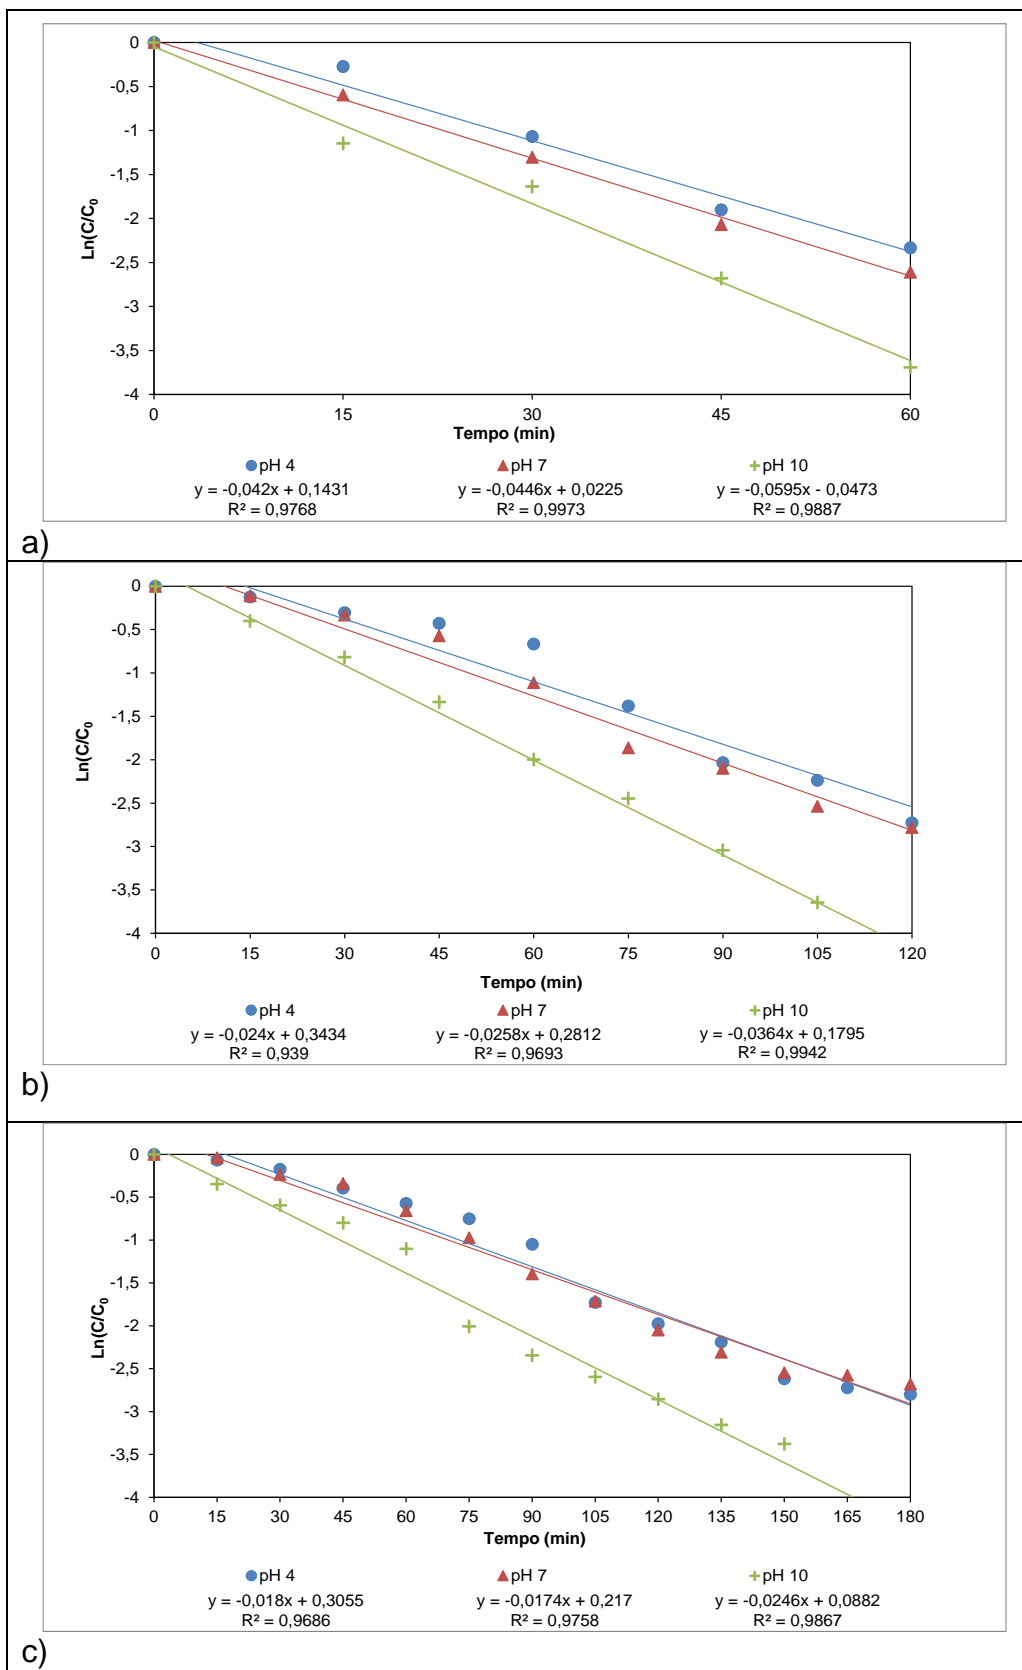 0
-0,5
-1
-1,5
-2
-2,5
-3
-3,5
-4
Ln(C/C₀
0 15 30 45 60
Tempo (min)
pH 4 pH 7 pH 10
y = -0,042x + 0,1431 y = -0,0446x + 0,0225 y = -0,0595x - 0,0473
R² = 0,9768 R² = 0,9973 R² = 0,9887
a)
0
-0,5
-1
-1,5
-2
-2,5
-3
-3,5
-4
Ln(C/C₀
0 15 30 45 60 75 90 105 120
Tempo (min)
pH 4 pH 7 pH 10
y = -0,024x + 0,3434 y = -0,0258x + 0,2812 y = -0,0364x + 0,1795
R² = 0,939 R² = 0,9693 R² = 0,9942
b)
0
-0,5
-1
-1,5
-2
-2,5
-3
-3,5
-4
Ln(C/C₀
0 15 30 45 60 75 90 105 120 135 150 165 180
Tempo (min)
pH 4 pH 7 pH 10
y = -0,018x + 0,3055 y = -0,0174x + 0,217 y = -0,0246x + 0,0882
R² = 0,9686 R² = 0,9758 R² = 0,9867
c)